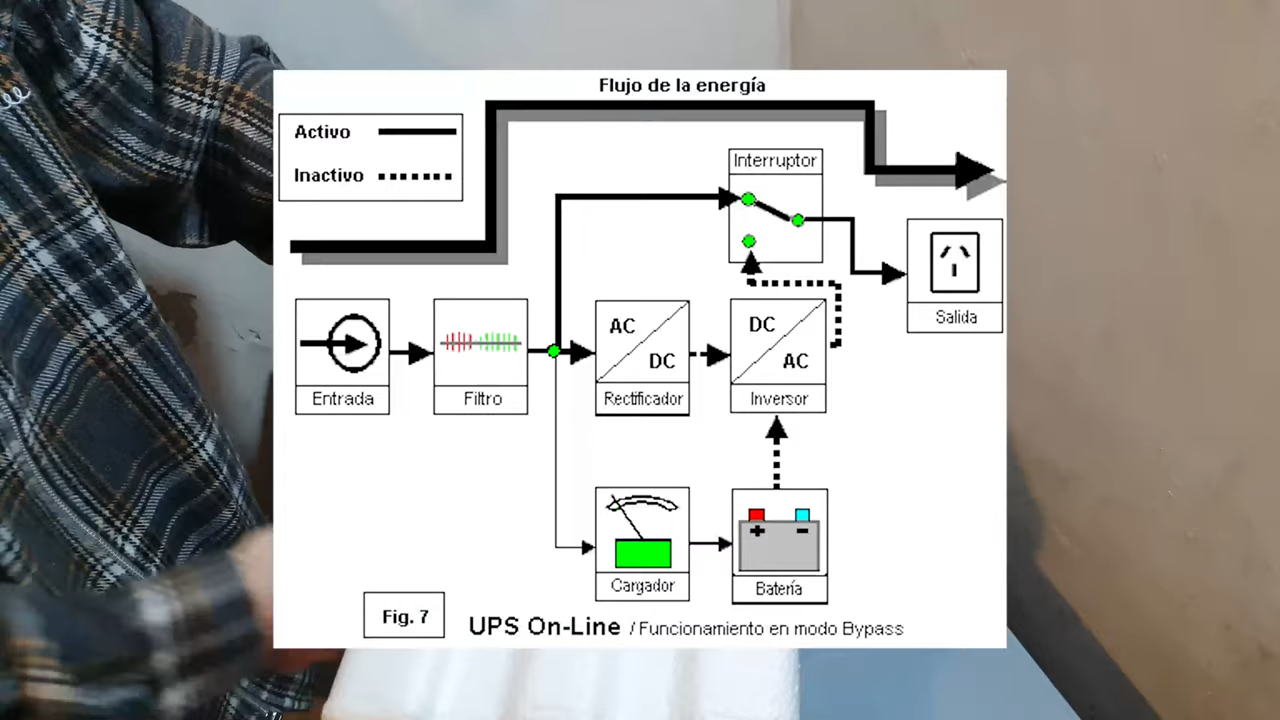 Flujo de la energía
Activo
Inactivo
Interruptor
Salida
AC
DC
DC
AC
Entrada
Filtro
Rectificador
Inversor
+
-
Cargador
Batería
Fig. 7
UPS On-Line / Funcionamiento en modo Bypass